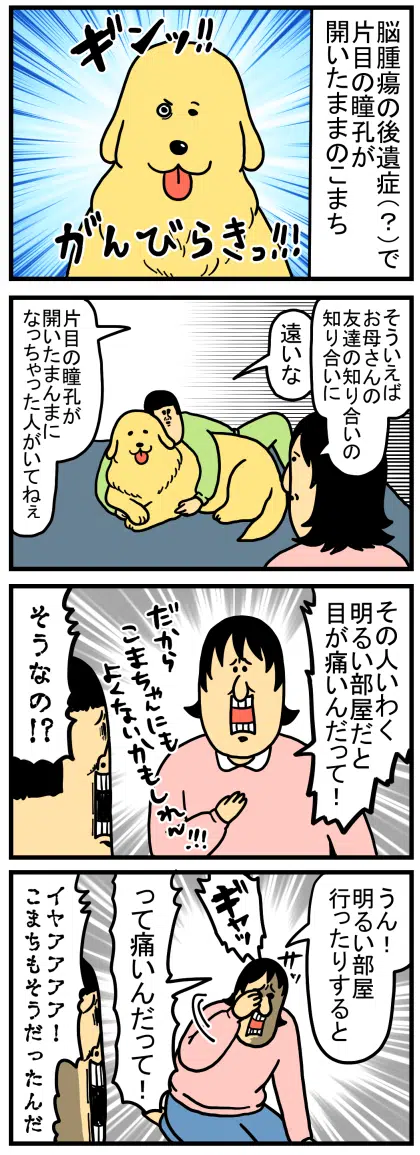 脳腫瘍の後遺症(？)で
片目の瞳孔が
開いたままのこまち
ギンッ!!
がんびらきっ!!!
そういえば
お母さんの
友達の知り合いの
知り合いに
遠いな
片目の瞳孔が
開いたまんまに
なっちゃった人がいてねぇ
その人いわく
明るい部屋だと
目が痛いんだって！
だから
こまちゃんにも
よくないかもしれん!!!
そうなの!?
うん！
明るい部屋
行ったりすると
サッ
ギャッ
って痛いんだって！
イヤアアアア！
こまちもそうだったんだ